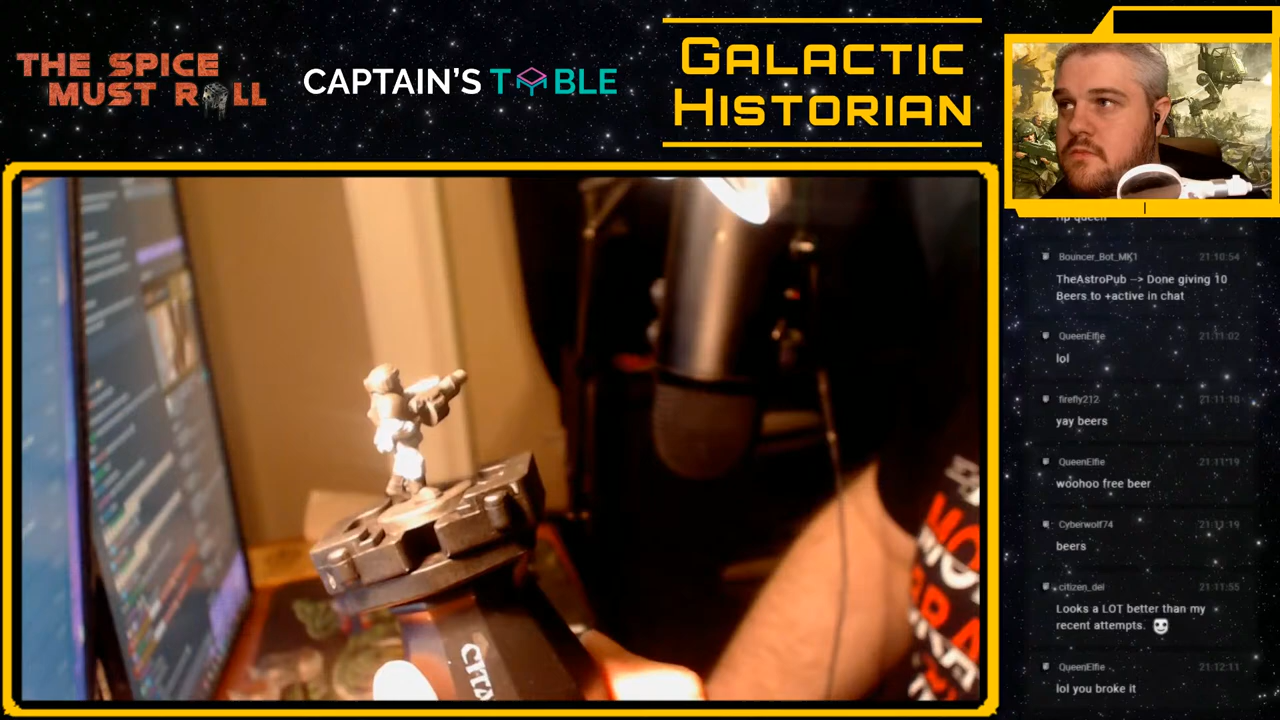 THE SPICE
MUST ROLL
CAPTAIN'S TABLE
GALACTIC
HISTORIAN
rip queen
Bouncer_Bot_MK1 21:10:54
TheAstroPub --> Done giving 10
Beers to +active in chat
QueenElfie 21:11:02
lol
firefly212 21:11:10
yay beers
QueenElfie 21:11:19
woohoo free beer
Cyberwolf74 21:11:19
beers
citizen_del 21:11:55
Looks a LOT better than my
recent attempts.
QueenElfie 21:12:11
lol you broke it
CITA